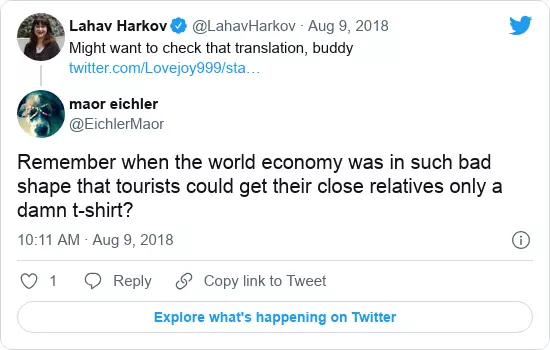 Lahav Harkov @LahavHarkov · Aug 9, 2018
Might want to check that translation, buddy
twitter.com/Lovejoy999/sta…
maor eichler
@EichlerMaor
Remember when the world economy was in such bad
shape that tourists could get their close relatives only a
damn t-shirt?
10:11 AM · Aug 9, 2018
1 Reply Copy link to Tweet
Explore what's happening on Twitter